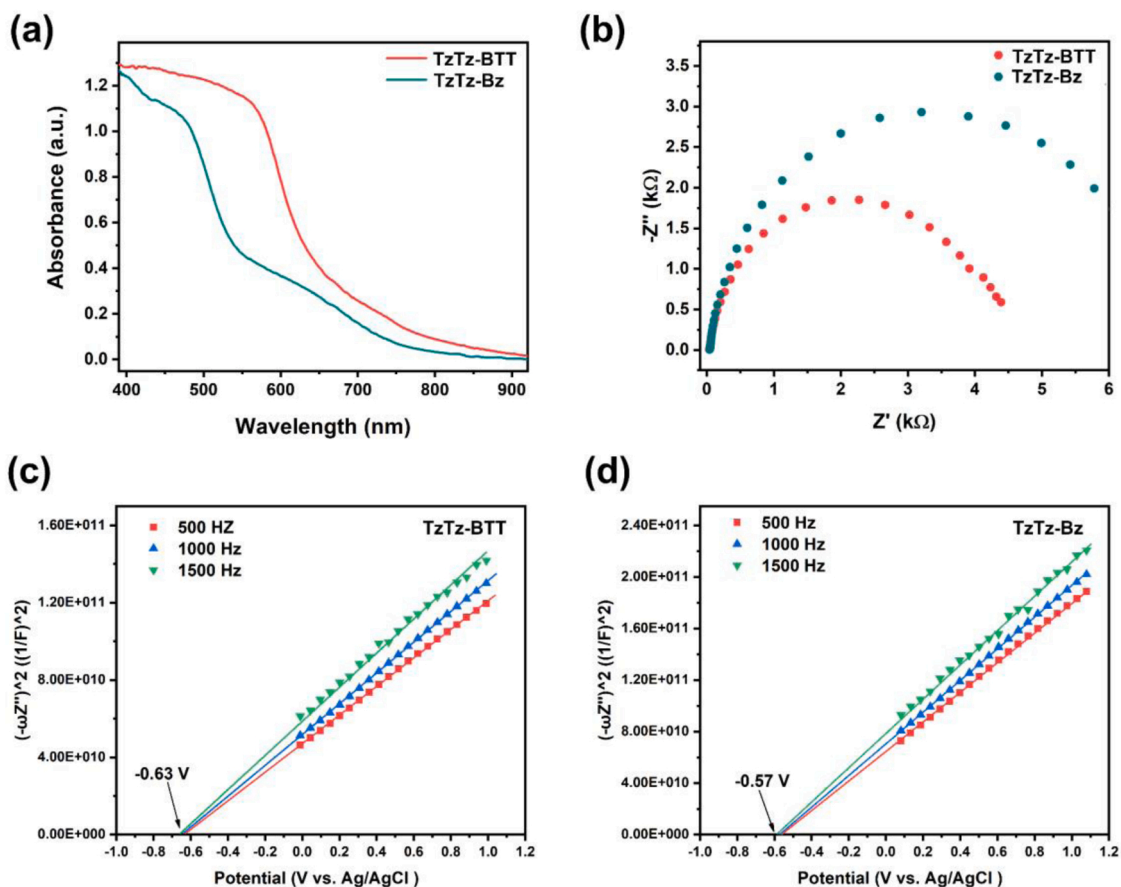 (a)
TzTz-BTT
TzTz-Bz
1.2
1.0
0.8
0.6
0.4
0.2
0.0
Absorbance (a.u.)
400 500 600 700 800 900
Wavelength (nm)
(b)
TzTz-BTT
TzTz-Bz
3.5
3.0
2.5
2.0
1.5
1.0
0.5
0.0
-Z'' (kΩ)
0 1 2 3 4 5 6
Z' (kΩ)
(c)
500 HZ
1000 Hz
1500 Hz
TzTz-BTT
1.60E+011
1.20E+011
8.00E+010
4.00E+010
0.00E+000
(-ωZ'')^2 ((1/F)^2)
-0.63 V
-1.0 -0.8 -0.6 -0.4 -0.2 0.0 0.2 0.4 0.6 0.8 1.0 1.2
Potential (V vs. Ag/AgCl )
(d)
500 Hz
1000 Hz
1500 Hz
TzTz-Bz
2.40E+011
2.00E+011
1.60E+011
1.20E+011
8.00E+010
4.00E+010
0.00E+000
(-ωZ'')^2 ((1/F)^2)
-0.57 V
-1.0 -0.8 -0.6 -0.4 -0.2 0.0 0.2 0.4 0.6 0.8 1.0 1.2
Potential (V vs. Ag/AgCl )